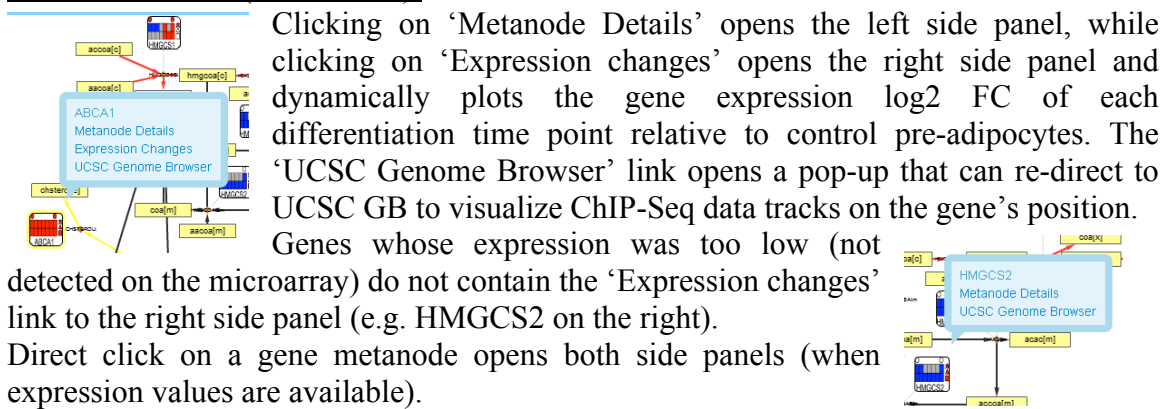 Clicking on ‘Metanode Details’ opens the left side panel, while
clicking on ‘Expression changes’ opens the right side panel and
dynamically plots the gene expression log2 FC of each
differentiation time point relative to control pre-adipocytes. The
‘UCSC Genome Browser’ link opens a pop-up that can re-direct to
UCSC GB to visualize ChIP-Seq data tracks on the gene’s position.
Genes whose expression was too low (not
detected on the microarray) do not contain the ‘Expression changes’
link to the right side panel (e.g. HMGCS2 on the right).
Direct click on a gene metanode opens both side panels (when
expression values are available).
HMGCS1
accoa[c]
hmgcoa[c]
aacoa[c]
ABCA1
Metanode Details
Expression Changes
UCSC Genome Browser
HMGCS2
coa[m]
aacoa[m]
ABCA1
coa[x]
HMGCS2
Metanode Details
UCSC Genome Browser
acac[m]
HMGCS2
accoa[m]